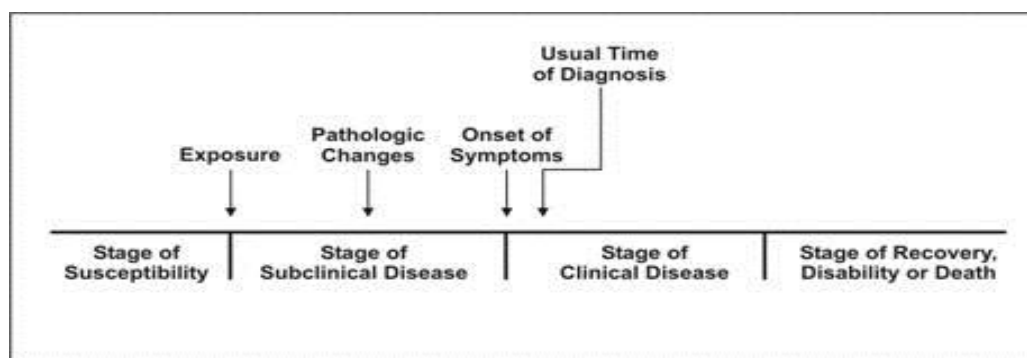 Usual Time
of Diagnosis
Pathologic
Changes
Onset of
Symptoms
Exposure
Stage of
Susceptibility
Stage of
Subclinical Disease
Stage of
Clinical Disease
Stage of Recovery,
Disability or Death